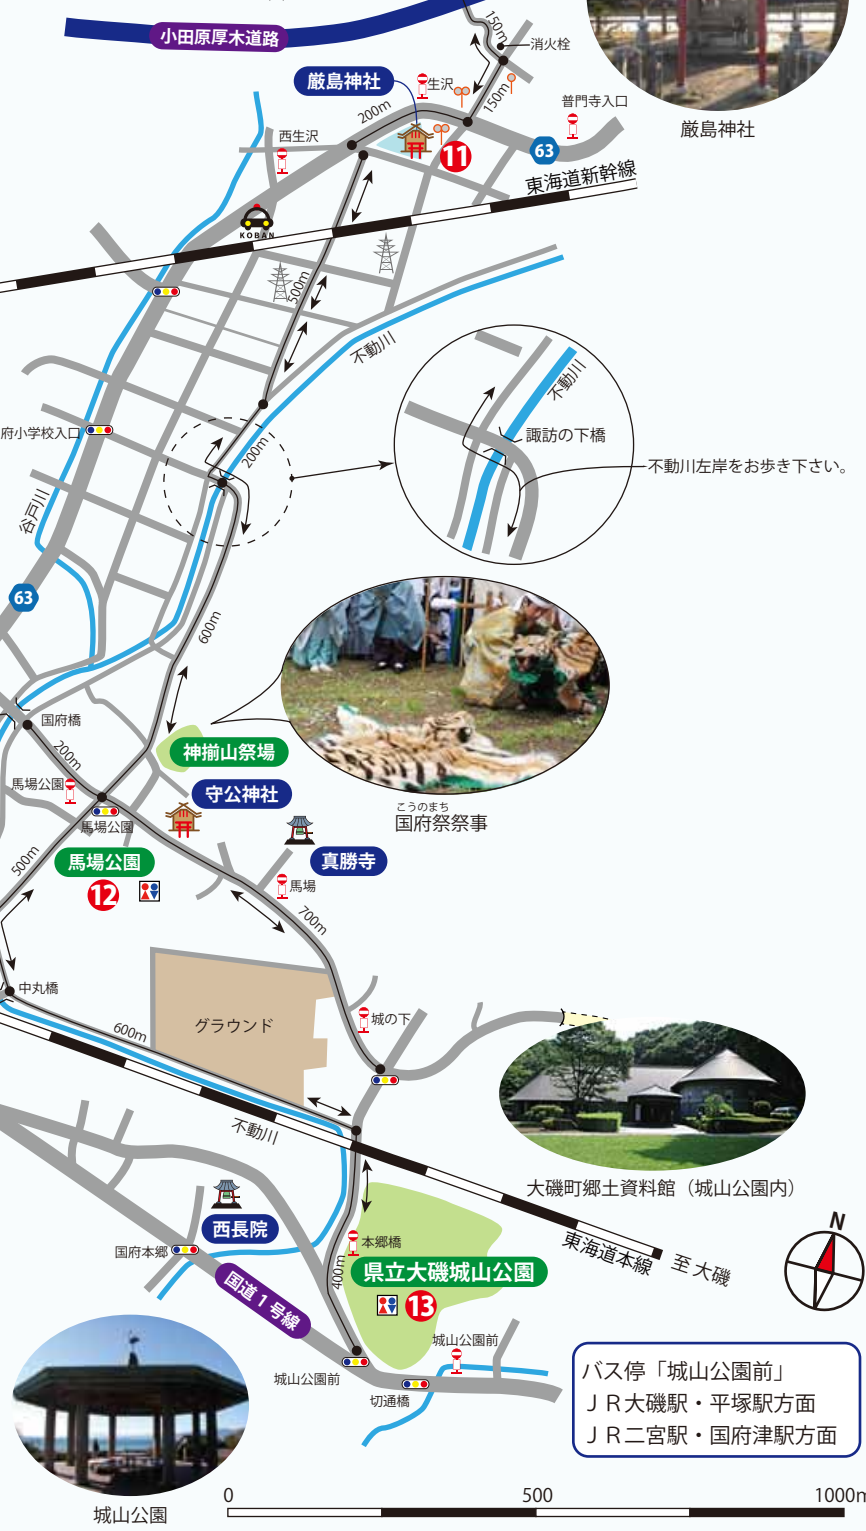 小田原厚木道路
150m
消火栓
厳島神社
生沢
150m
200m
普門寺入口
厳島神社
西生沢
11
63
東海道新幹線
KOBAN
500m
不動川
不動川
諏訪の下橋
府小学校入口
200m
不動川左岸をお歩き下さい。
谷戸川
63
600m
国府橋
200m
神揃山祭場
馬場公園
守公神社
こうのまち
国府祭祭事
馬場公園
500m
馬場公園
真勝寺
12
馬場
700m
中丸橋
グラウンド
城の下
600m
不動川
大磯町郷土資料館（城山公園内）
西長院
国府本郷
本郷橋
東海道本線
至 大磯
N
400m
県立大磯城山公園
13
国道1号線
城山公園前
城山公園前
切通橋
バス停「城山公園前」
ＪＲ大磯駅・平塚駅方面
ＪＲ二宮駅・国府津駅方面
城山公園
0 500 1000m